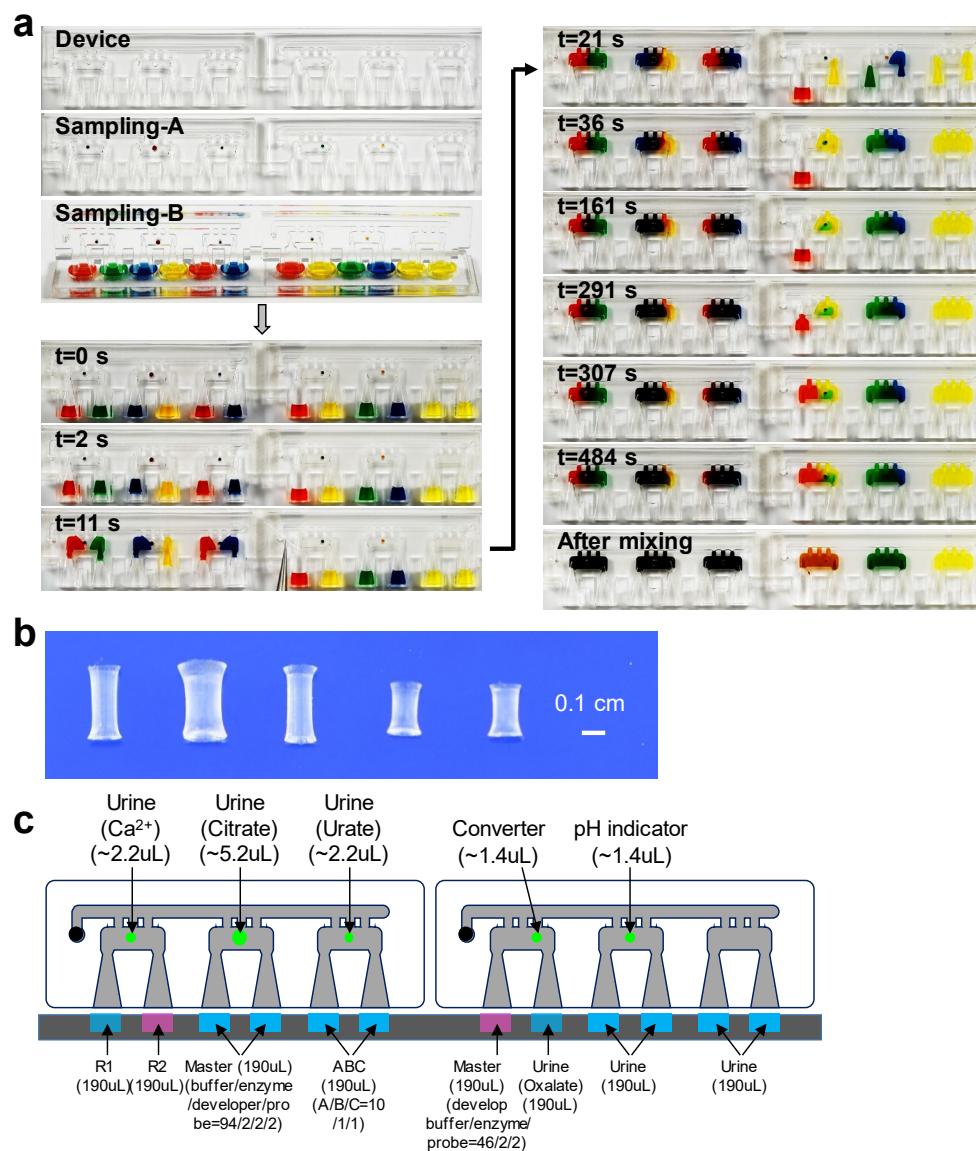 a
Device
Sampling-A
Sampling-B
t=0 s
t=2 s
t=11 s
t=21 s
t=36 s
t=161 s
t=291 s
t=307 s
t=484 s
After mixing
b
0.1 cm
c
Urine
(Ca²⁺)
(~2.2uL)
Urine
(Citrate)
(~5.2uL)
Urine
(Urate)
(~2.2uL)
Converter
(~1.4uL)
pH indicator
(~1.4uL)
R1
(190uL)
R2
(190uL)
Master (190uL)
(buffer/enzyme
/developer/pro
be=94/2/2/2)
ABC
(190uL)
(A/B/C=10
/1/1)
Master
(190uL)
(develop
buffer/enzyme/
probe=46/2/2)
Urine
(Oxalate)
(190uL)
Urine
(190uL)
Urine
(190uL)